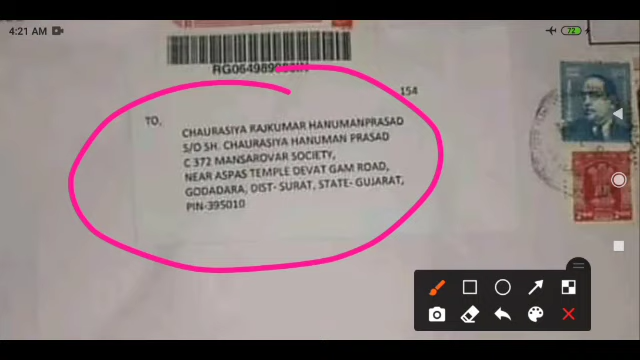 4:21 AM
72
154
TO,
CHAURASIYA RAJKUMAR HANUMANPRASAD
S/O SH. CHAURASIYA HANUMAN PRASAD
C 372 MANSAROVAR SOCIETY,
NEAR ASPAS TEMPLE DEVAT GAM ROAD,
GODADARA, DIST- SURAT, STATE- GUJARAT,
PIN-395010